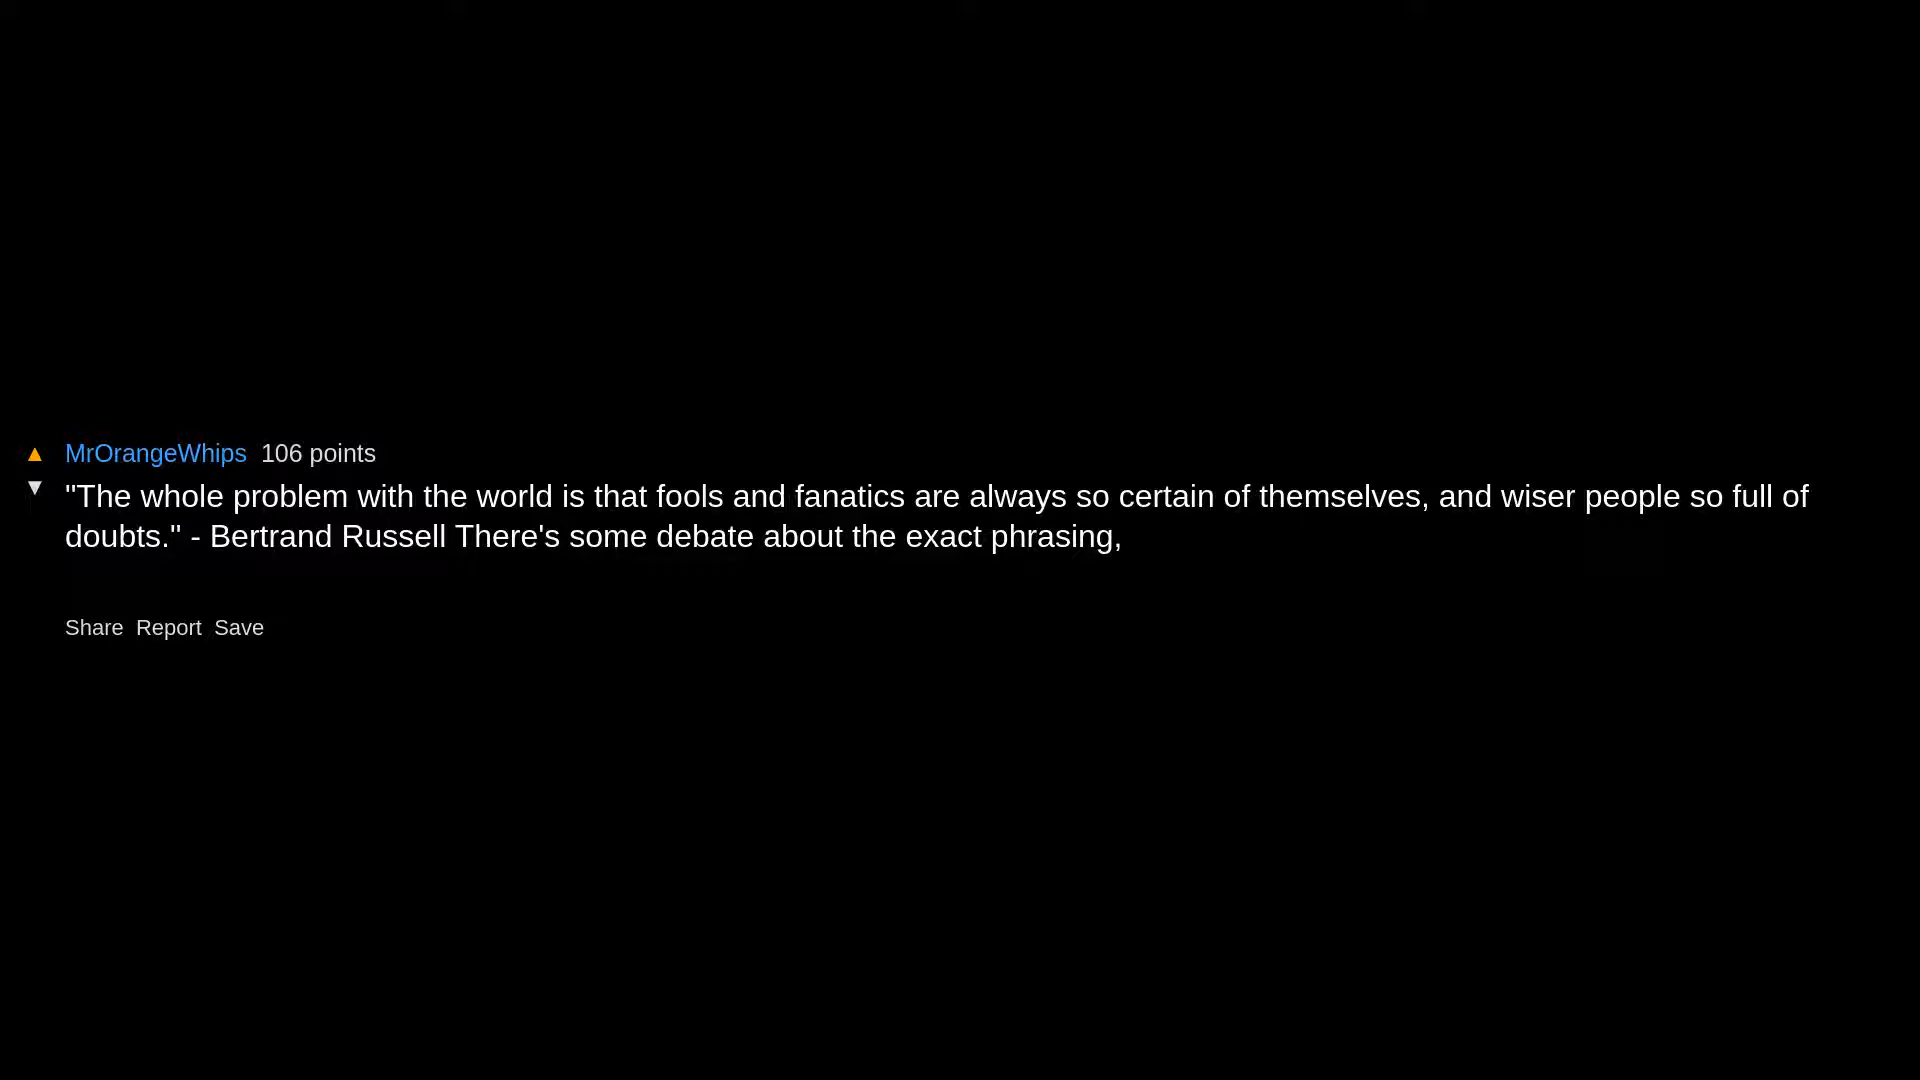 ▲ MrOrangeWhips 106 points
▼ "The whole problem with the world is that fools and fanatics are always so certain of themselves, and wiser people so full of
doubts." - Bertrand Russell There's some debate about the exact phrasing,
Share Report Save